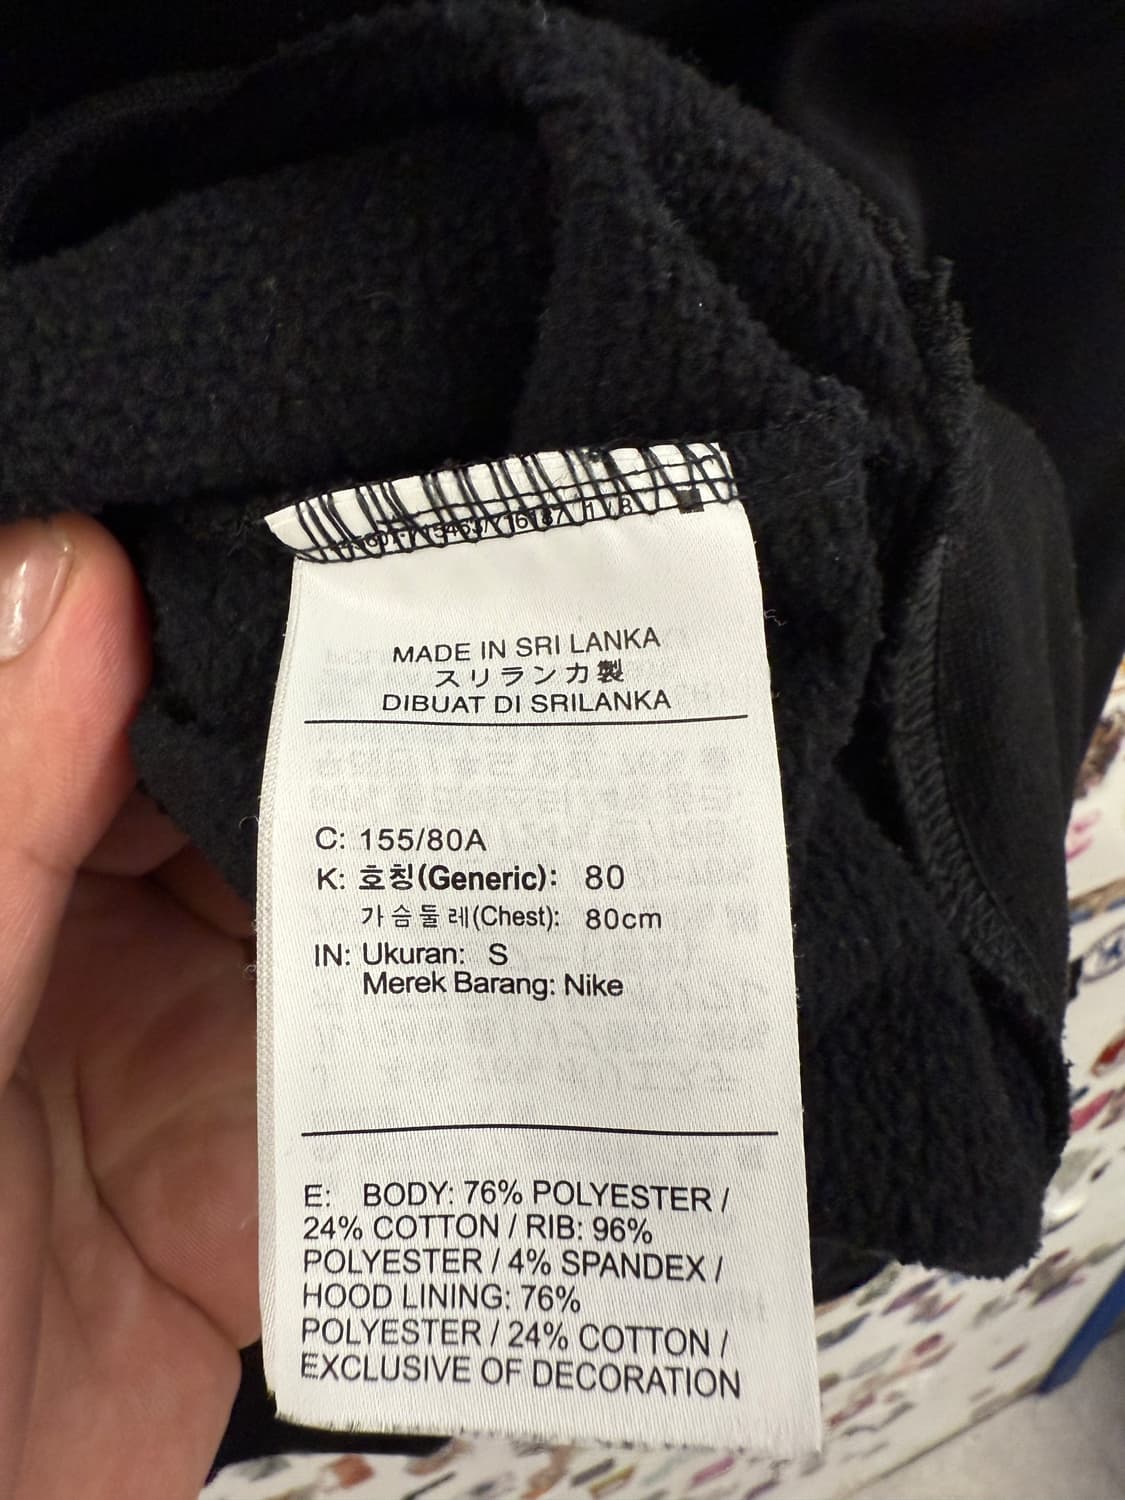 1 / 8
MADE IN SRI LANKA
スリランカ製
DIBUAT DI SRILANKA
C: 155/80A
K: 호칭(Generic): 80
가슴둘레(Chest): 80cm
IN: Ukuran: S
Merek Barang: Nike
E: BODY: 76% POLYESTER /
24% COTTON / RIB: 96%
POLYESTER / 4% SPANDEX /
HOOD LINING: 76%
POLYESTER / 24% COTTON /
EXCLUSIVE OF DECORATION